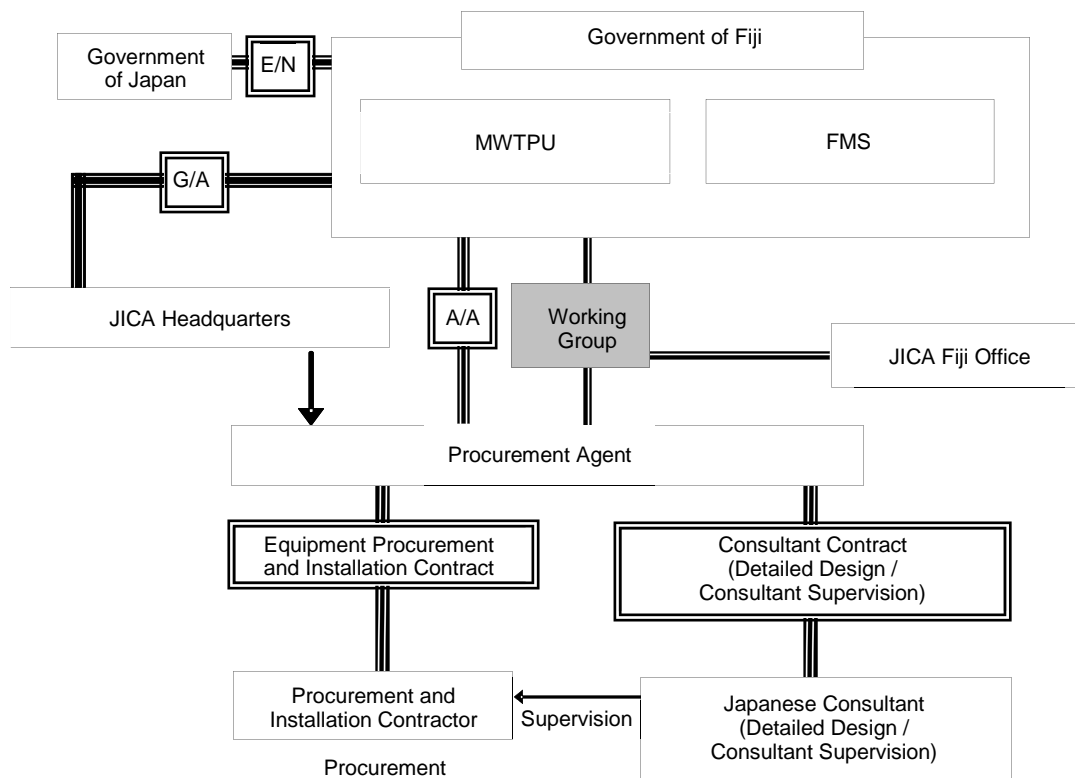 Government of Fiji
Government
of Japan
E/N
MWTPU
FMS
G/A
JICA Headquarters
A/A
Working
Group
JICA Fiji Office
Procurement Agent
Equipment Procurement
and Installation Contract
Consultant Contract
(Detailed Design /
Consultant Supervision)
Procurement and
Installation Contractor
Supervision
Japanese Consultant
(Detailed Design /
Consultant Supervision)
Procurement